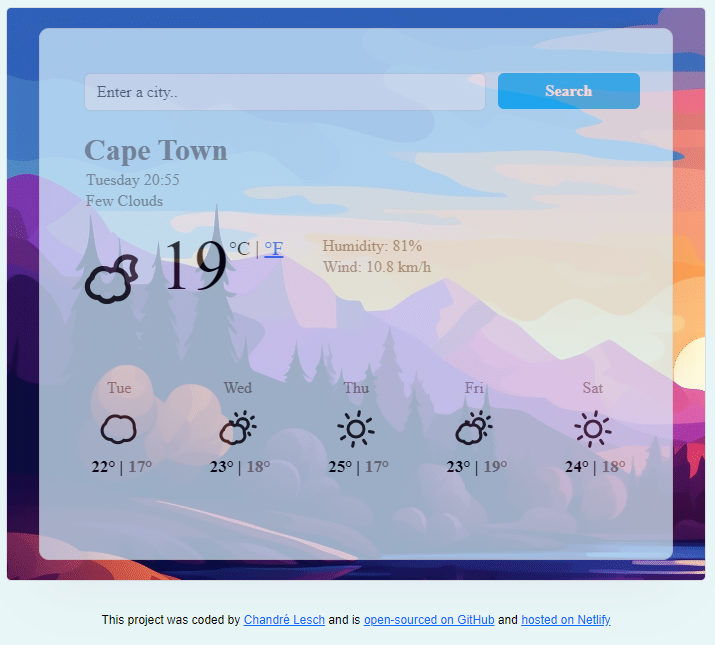 Enter a city..
Search
Cape Town
Tuesday 20:55
Few Clouds
19 °C | °F
Humidity: 81%
Wind: 10.8 km/h
Tue Wed Thu Fri Sat
22° | 17° 23° | 18° 25° | 17° 23° | 19° 24° | 18°
This project was coded by Chandré Lesch and is open-sourced on GitHub and hosted on Netlify